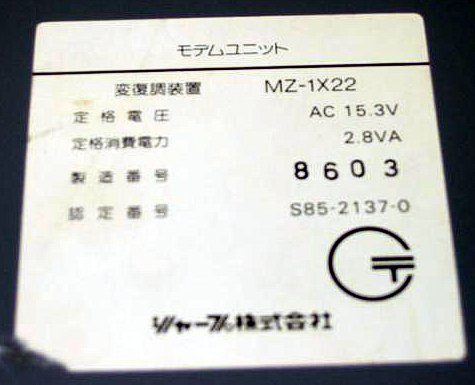 モデムユニット
変復調装置 MZ-1X22
定格電圧 AC 15.3V
定格消費電力 2.8VA
製造番号 8603
認定番号 S85-2137-0
シャープ株式会社